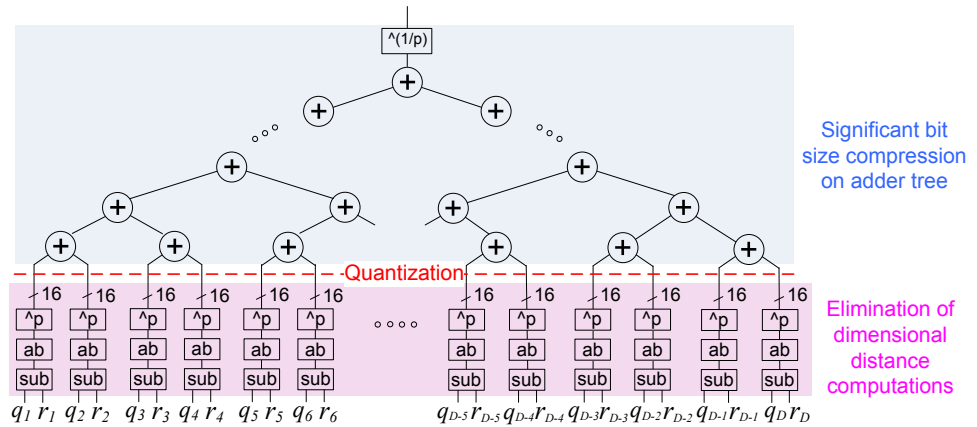 ^(1/p)
+
+ +
+ +
+ + + +
+ + + + + +
Significant bit
size compression
on adder tree
Quantization
16 16 16 16 16 16 16 16 16 16 16 16
^p ^p ^p ^p ^p ^p ^p ^p ^p ^p ^p ^p
ab ab ab ab ab ab ab ab ab ab ab ab
sub sub sub sub sub sub sub sub sub sub sub sub
q1 r1 q2 r2 q3 r3 q4 r4 q5 r5 q6 r6 qD-5 rD-5 qD-4 rD-4 qD-3 rD-3 qD-2 rD-2 qD-1 rD-1 qD rD
Elimination of
dimensional
distance
computations